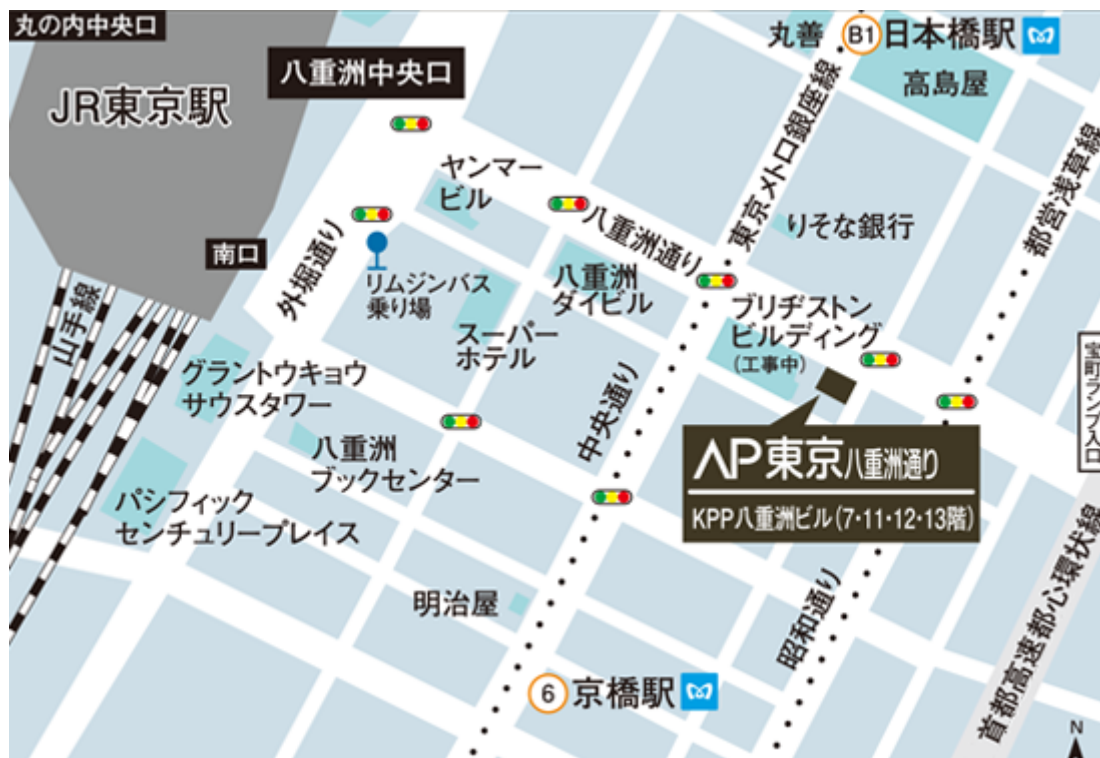 丸の内中央口
JR東京駅
八重洲中央口
丸善
B1
日本橋駅
高島屋
東京メトロ銀座線
都営浅草線
ヤンマー
ビル
八重洲通り
りそな銀行
南口
外堀通り
リムジンバス
乗り場
八重洲
ダイビル
ブリヂストン
ビルディング
(工事中)
山手線
スーパー
ホテル
グラントウキョウ
サウスタワー
中央通り
宝町ランプ入口
八重洲
ブックセンター
AP東京八重洲通り
KPP八重洲ビル(7・11・12・13階)
パシフィック
センチュリープレイス
明治屋
昭和通り
首都高速都心環状線
6
京橋駅
N